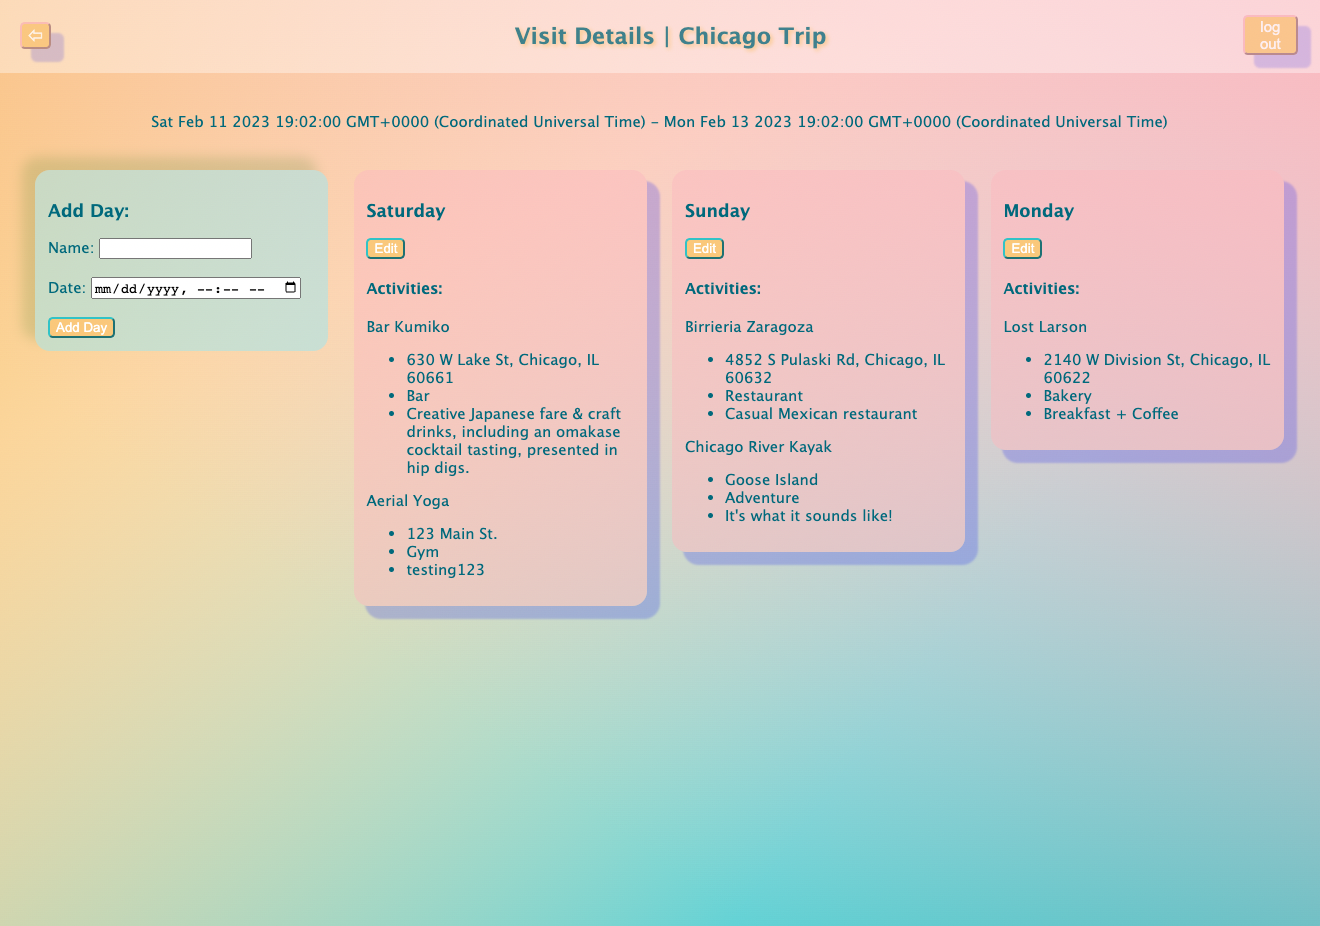 ⇦
Visit Details | Chicago Trip
log
out
Sat Feb 11 2023 19:02:00 GMT+0000 (Coordinated Universal Time) - Mon Feb 13 2023 19:02:00 GMT+0000 (Coordinated Universal Time)
Add Day:
Name:
Date: mm/dd/yyyy, --:-- --
Add Day
Saturday
Edit
Activities:
Bar Kumiko
• 630 W Lake St, Chicago, IL
60661
• Bar
• Creative Japanese fare & craft
drinks, including an omakase
cocktail tasting, presented in
hip digs.
Aerial Yoga
• 123 Main St.
• Gym
• testing123
Sunday
Edit
Activities:
Birrieria Zaragoza
• 4852 S Pulaski Rd, Chicago, IL
60632
• Restaurant
• Casual Mexican restaurant
Chicago River Kayak
• Goose Island
• Adventure
• It's what it sounds like!
Monday
Edit
Activities:
Lost Larson
• 2140 W Division St, Chicago, IL
60622
• Bakery
• Breakfast + Coffee